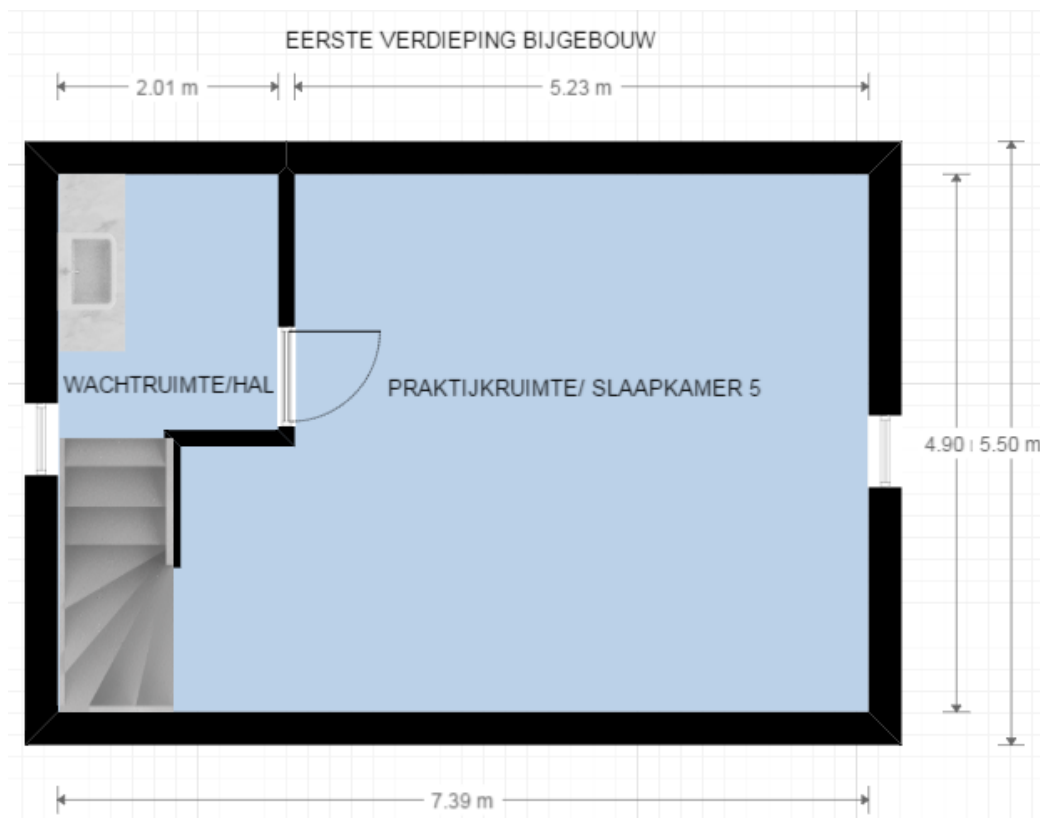 EERSTE VERDIEPING BIJGEBOUW
2.01 m
5.23 m
WACHTRUIMTE/HAL
PRAKTIJKRUIMTE/ SLAAPKAMER 5
4.90
5.50 m
7.39 m